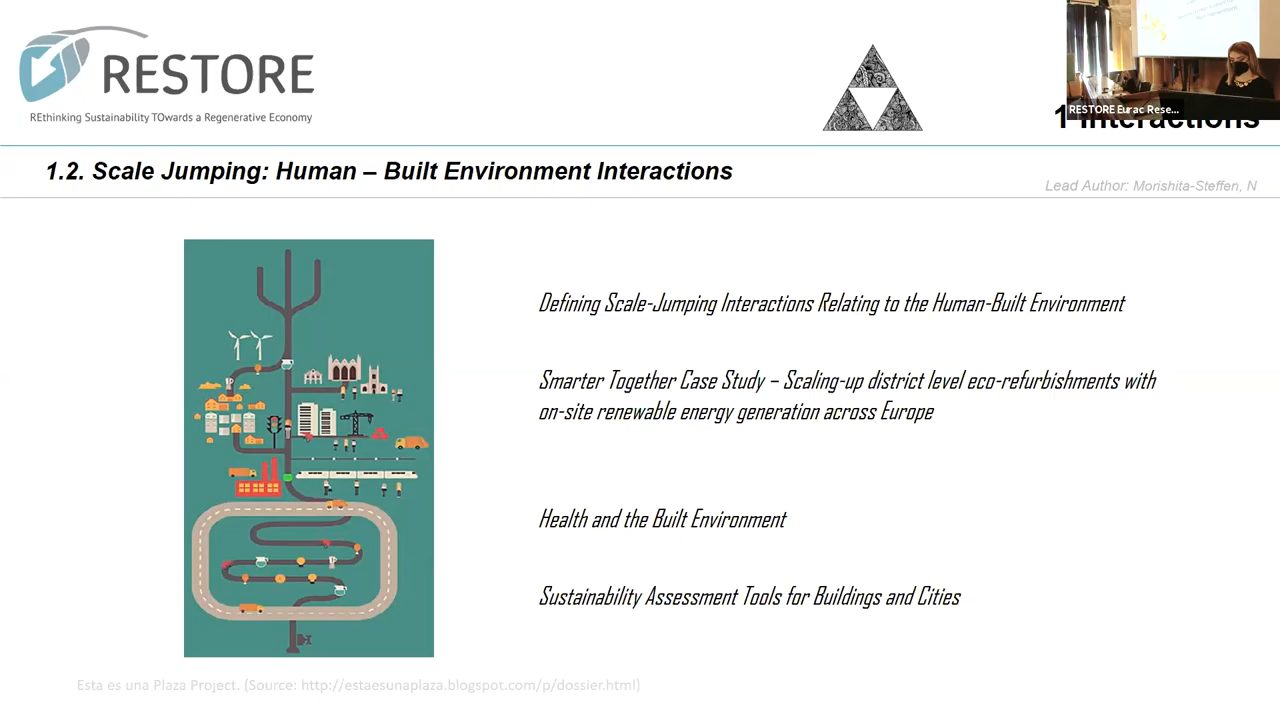 RESTORE
REthinking Sustainability TOwards a Regenerative Economy
RESTORE Eurac Rese...
1 Interactions
1.2. Scale Jumping: Human – Built Environment Interactions
Lead Author: Morishita-Steffen, N
Defining Scale-Jumping Interactions Relating to the Human-Built Environment
Smarter Together Case Study – Scaling-up district level eco-refurbishments with
on-site renewable energy generation across Europe
Health and the Built Environment
Sustainability Assessment Tools for Buildings and Cities
Esta es una Plaza Project. (Source: http://estaesunaplaza.blogspot.com/p/dossier.html)